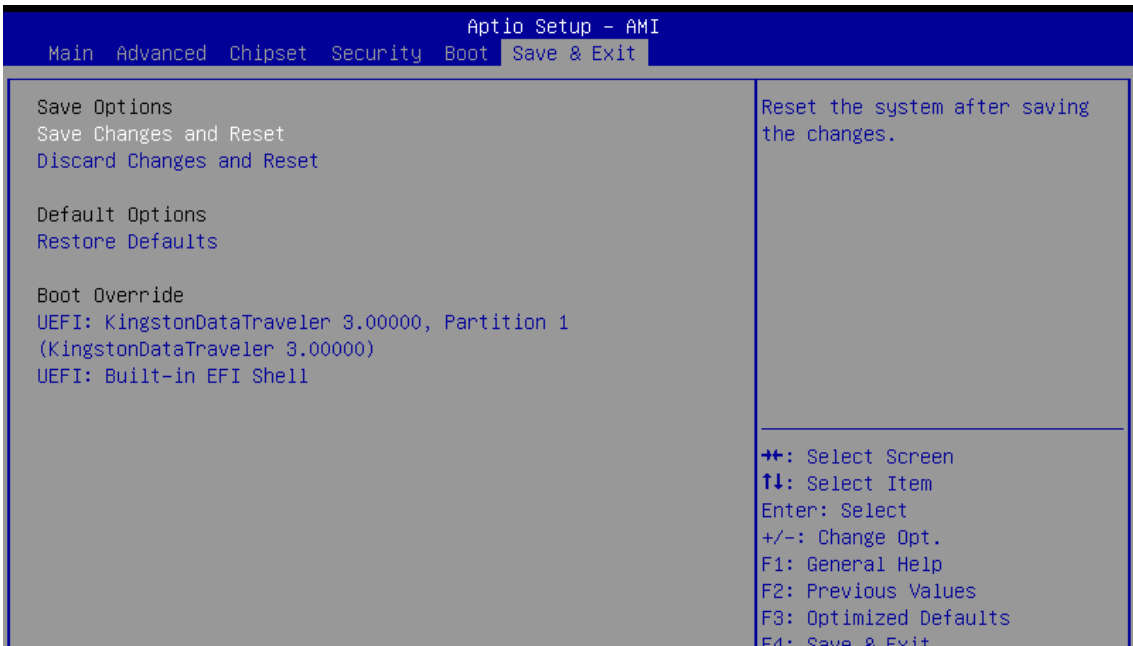 Aptio Setup – AMI
Main Advanced Chipset Security Boot Save & Exit
Save Options
Save Changes and Reset
Discard Changes and Reset
Default Options
Restore Defaults
Boot Override
UEFI: KingstonDataTraveler 3.00000, Partition 1
(KingstonDataTraveler 3.00000)
UEFI: Built-in EFI Shell
Reset the system after saving
the changes.
→←: Select Screen
↑↓: Select Item
Enter: Select
+/-: Change Opt.
F1: General Help
F2: Previous Values
F3: Optimized Defaults
F4: Save & Exit